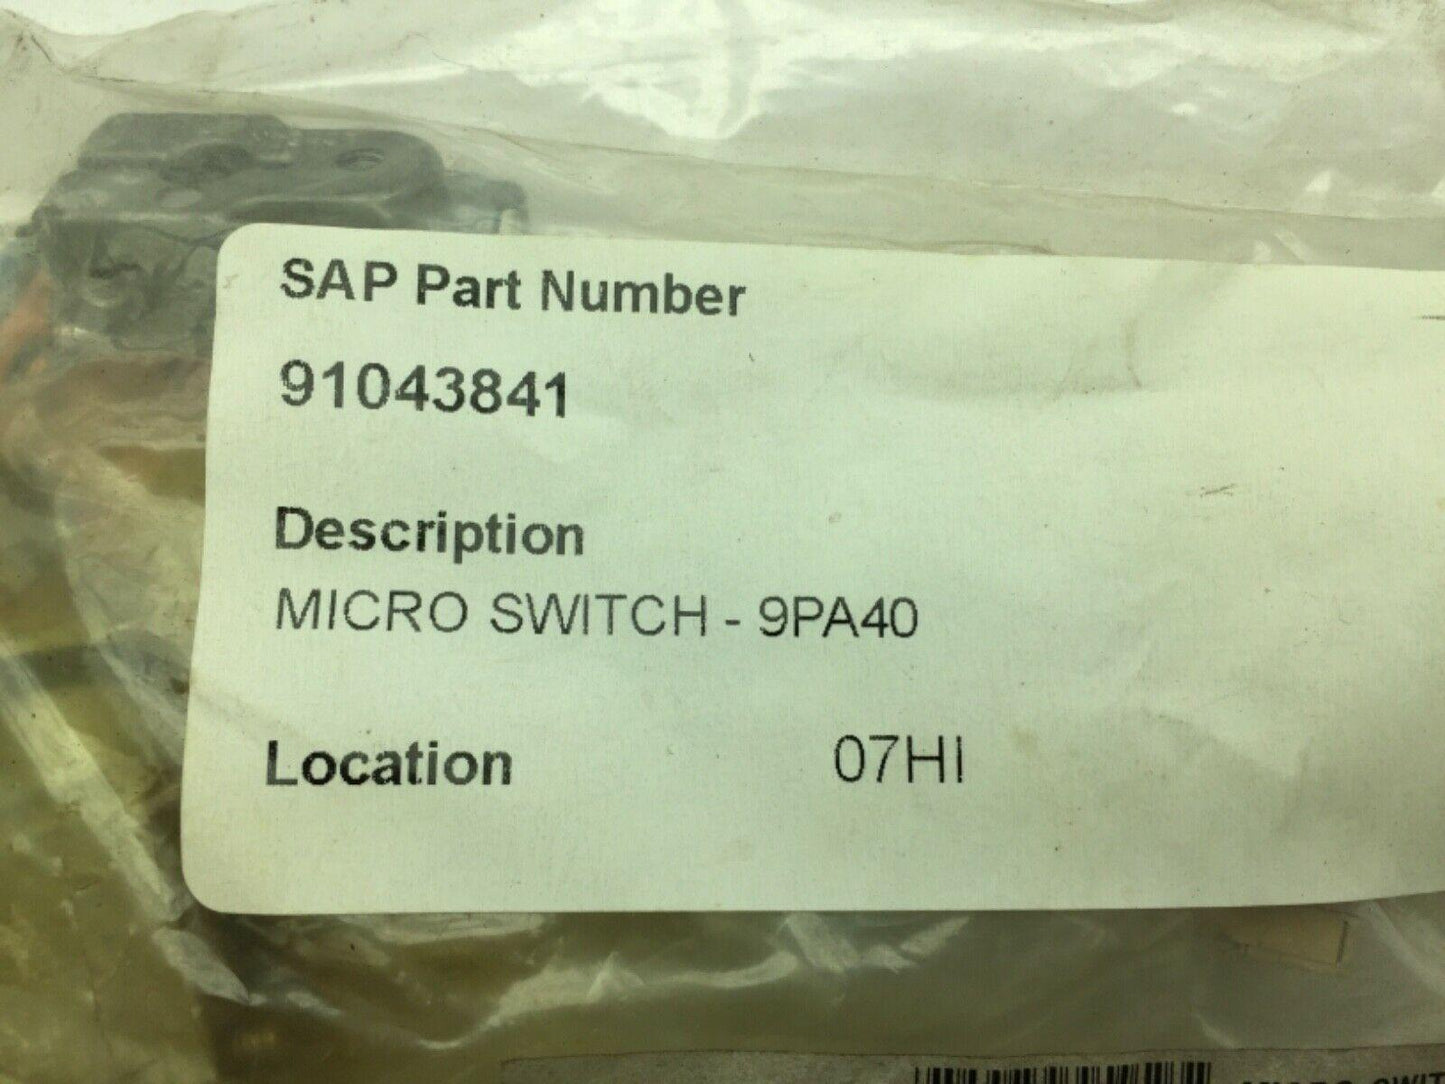 SAP Part Number
91043841
Description
MICRO SWITCH - 9PA40
Location 07HI